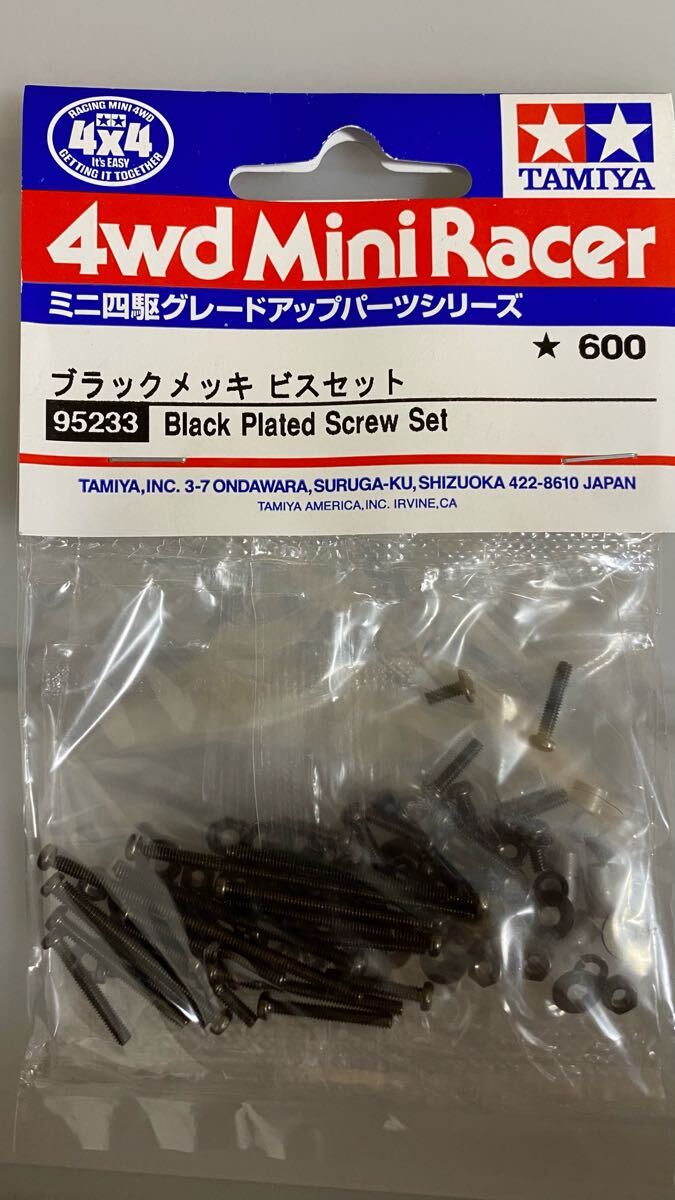 RACING MINI 4WD
4x4
It's EASY
GETTING IT TOGETHER
TAMIYA
4wd Mini Racer
ミニ四駆グレードアップパーツシリーズ
★ 600
ブラックメッキ ビスセット
95233 Black Plated Screw Set
TAMIYA,INC. 3-7 ONDAWARA,SURUGA-KU,SHIZUOKA 422-8610 JAPAN
TAMIYA AMERICA,INC. IRVINE,CA